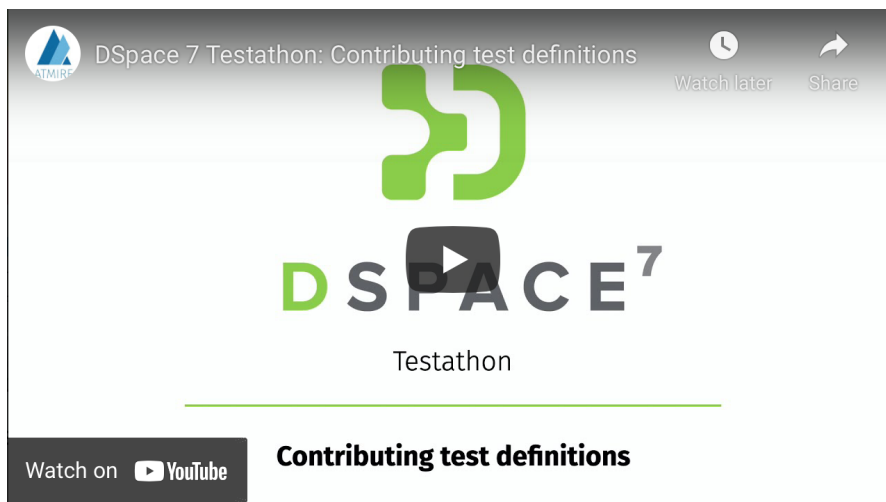 ATMIRE
DSpace 7 Testathon: Contributing test definitions
Watch later
Share
DSPACE7
Testathon
Contributing test definitions
Watch on YouTube